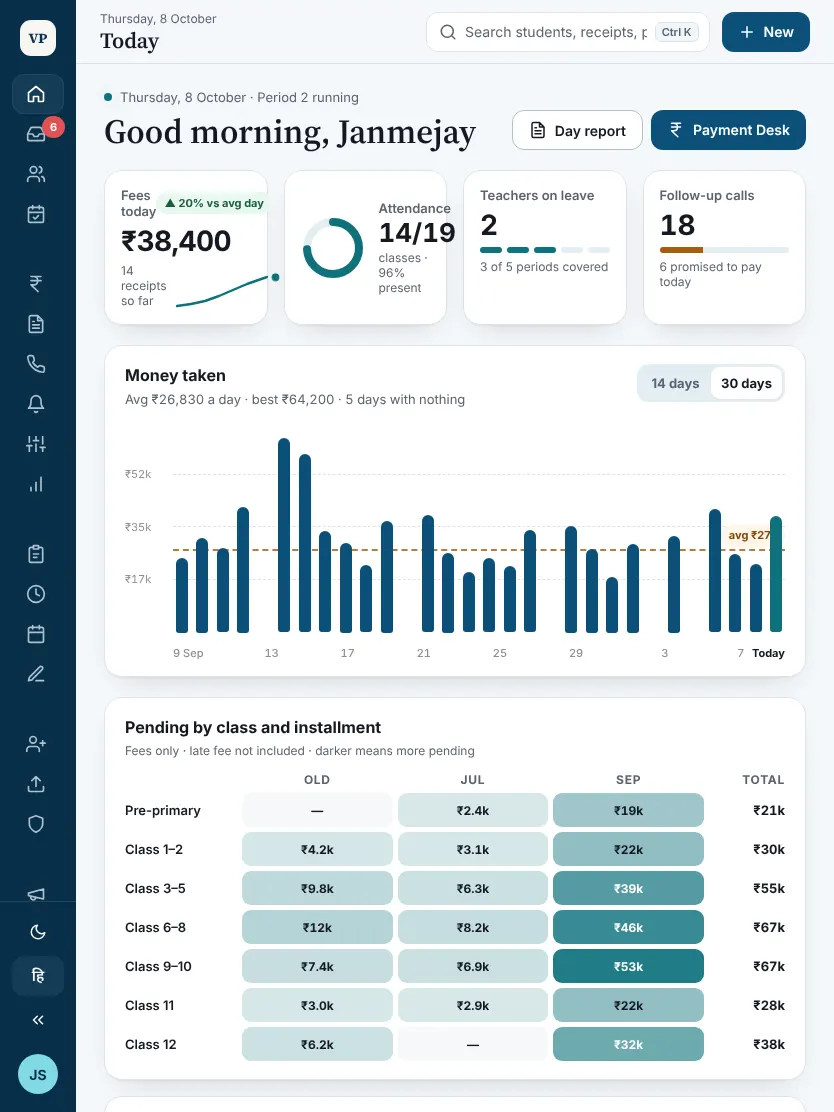 VP
Thursday, 8 October
Today
Search students, receipts, p
Ctrl K
New
6
Thursday, 8 October · Period 2 running
Good morning, Janmejay
Day report
₹ Payment Desk
Fees today
▲ 20% vs avg day
₹38,400
14 receipts so far
Attendance
14/19
classes · 96% present
Teachers on leave
2
3 of 5 periods covered
Follow-up calls
18
6 promised to pay today
Money taken
Avg ₹26,830 a day · best ₹64,200 · 5 days with nothing
14 days 30 days
₹52k
₹35k
avg ₹27
₹17k
9 Sep 13 17 21 25 29 3 7 Today
Pending by class and installment
Fees only · late fee not included · darker means more pending
OLD JUL SEP TOTAL
Pre-primary — ₹2.4k ₹19k ₹21k
Class 1–2 ₹4.2k ₹3.1k ₹22k ₹30k
Class 3–5 ₹9.8k ₹6.3k ₹39k ₹55k
Class 6–8 ₹12k ₹8.2k ₹46k ₹67k
Class 9–10 ₹7.4k ₹6.9k ₹53k ₹67k
Class 11 ₹3.0k ₹2.9k ₹22k ₹28k
Class 12 ₹6.2k — ₹32k ₹38k
₹
हि
JS